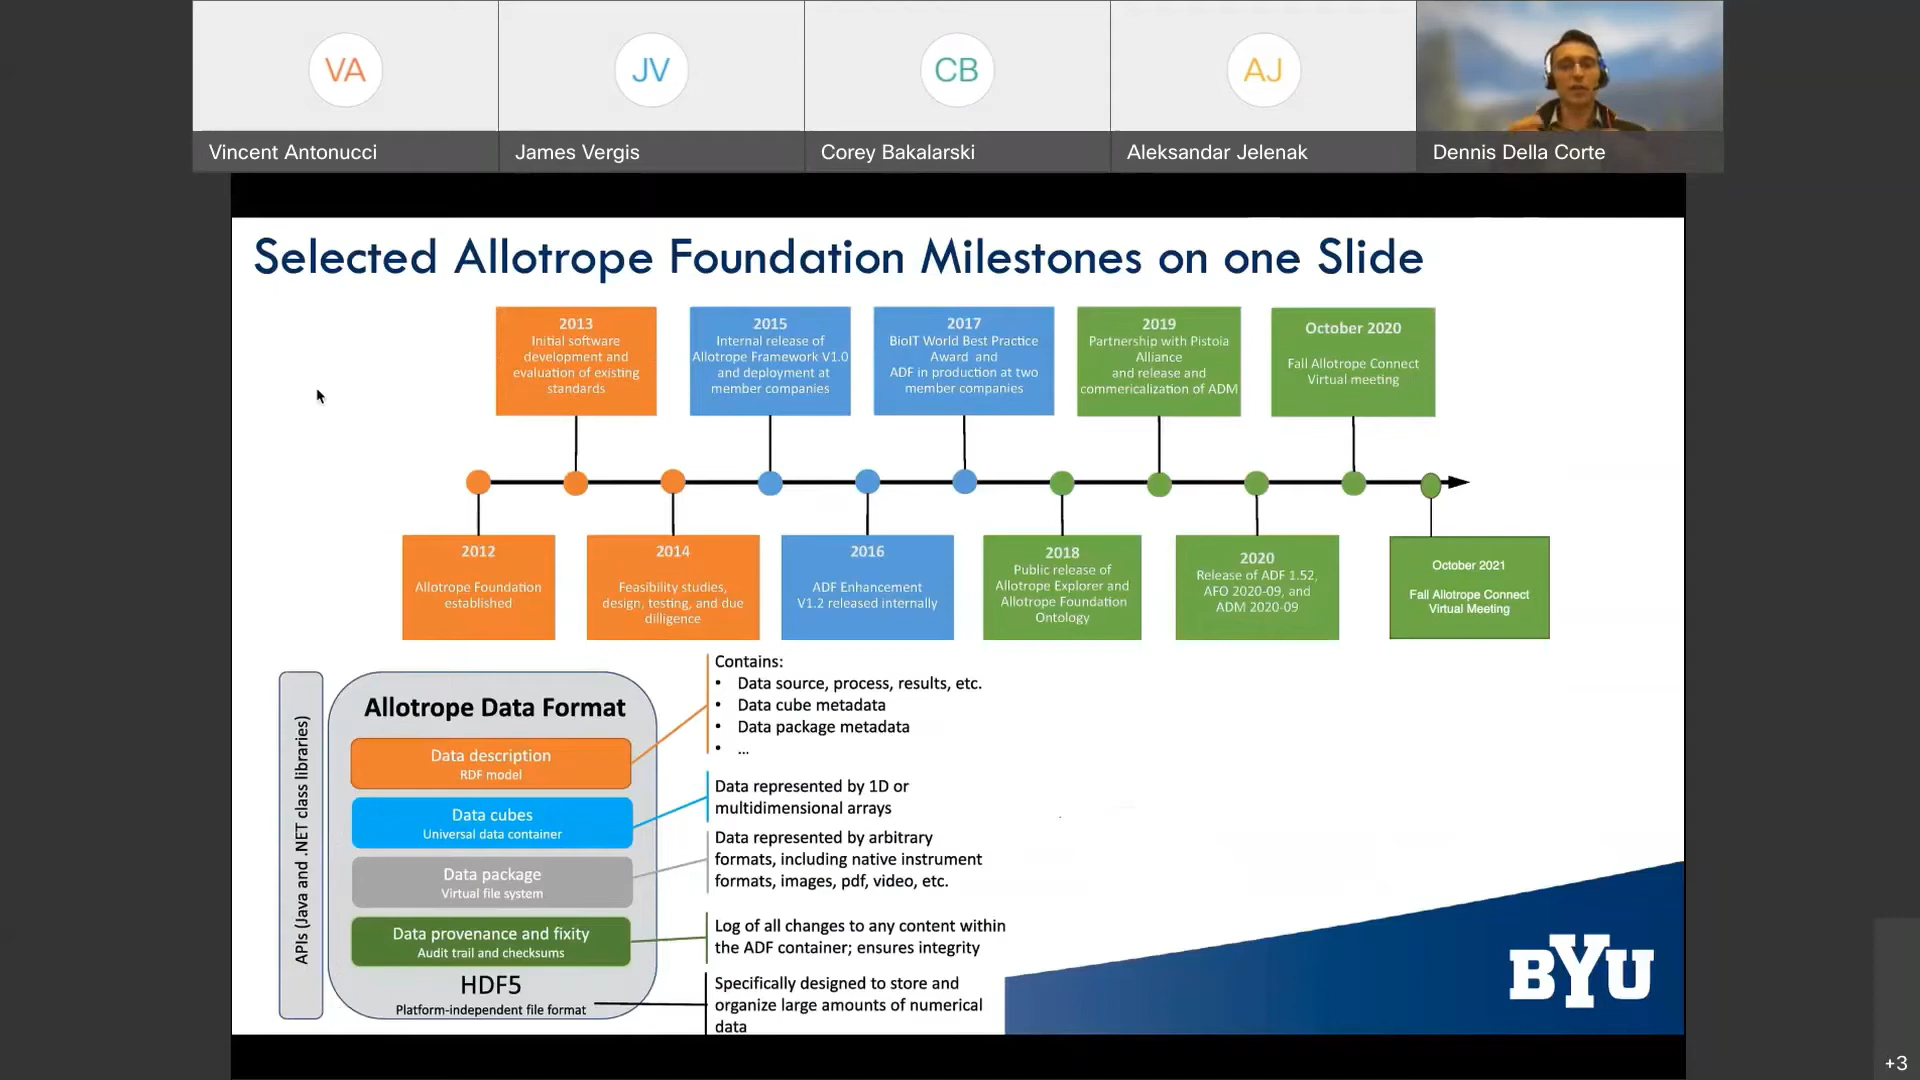 VA
JV
CB
AJ
Vincent Antonucci
James Vergis
Corey Bakalarski
Aleksandar Jelenak
Dennis Della Corte
Selected Allotrope Foundation Milestones on one Slide
2013
Initial software
development and
evaluation of existing
standards
2015
Internal release of
Allotrope Framework V1.0
and deployment at
member companies
2017
BioIT World Best Practice
Award and
ADF in production at two
member companies
2019
Partnership with Pistoia
Alliance
and release and
commericalization of ADM
October 2020
Fall Allotrope Connect
Virtual meeting
2012
Allotrope Foundation
established
2014
Feasibility studies,
design, testing, and due
dilligence
2016
ADF Enhancement
V1.2 released internally
2018
Public release of
Allotrope Explorer and
Allotrope Foundation
Ontology
2020
Release of ADF 1.52,
AFO 2020-09, and
ADM 2020-09
October 2021
Fall Allotrope Connect
Virtual Meeting
APIs (Java and .NET class libraries)
Allotrope Data Format
Data description
RDF model
Data cubes
Universal data container
Data package
Virtual file system
Data provenance and fixity
Audit trail and checksums
HDF5
Platform-independent file format
Contains:
• Data source, process, results, etc.
• Data cube metadata
• Data package metadata
• ...
Data represented by 1D or
multidimensional arrays
Data represented by arbitrary
formats, including native instrument
formats, images, pdf, video, etc.
Log of all changes to any content within
the ADF container; ensures integrity
Specifically designed to store and
organize large amounts of numerical
data
BYU
+3